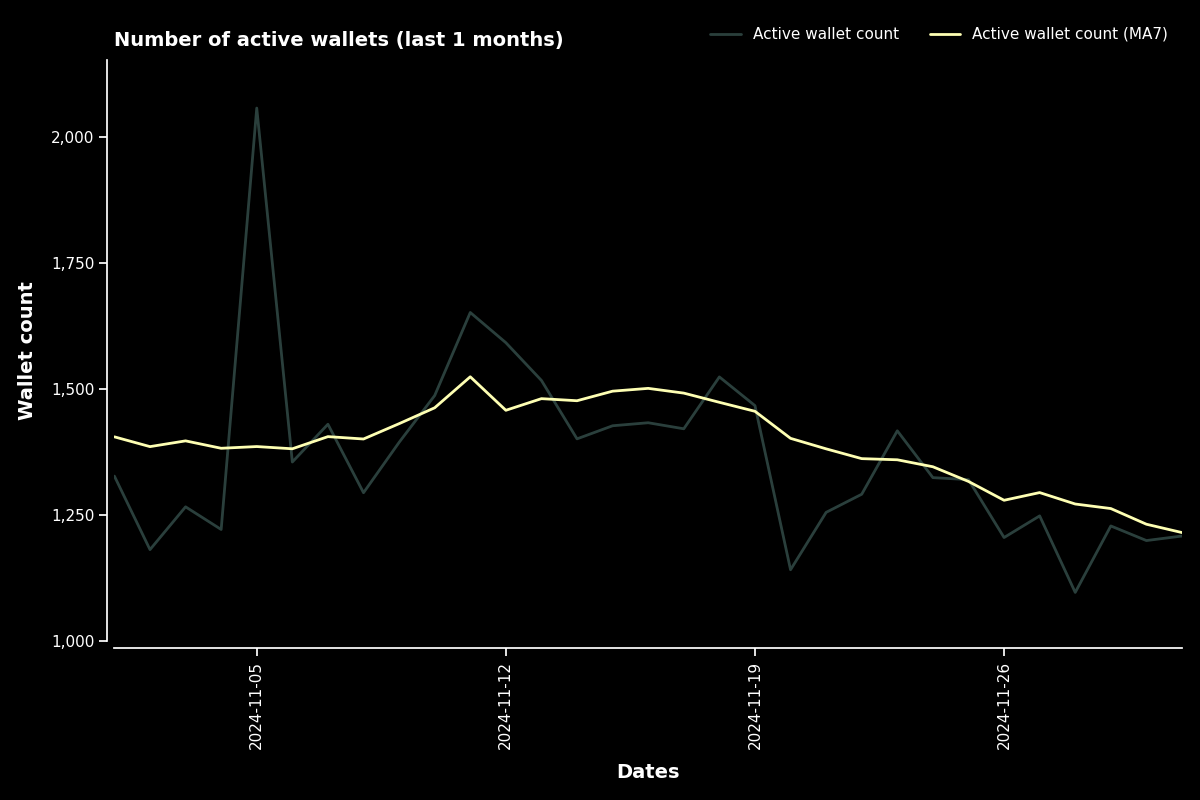 Number of active wallets (last 1 months)
Active wallet count
Active wallet count (MA7)
Wallet count
2,000
1,750
1,500
1,250
1,000
2024-11-05
2024-11-12
2024-11-19
2024-11-26
Dates